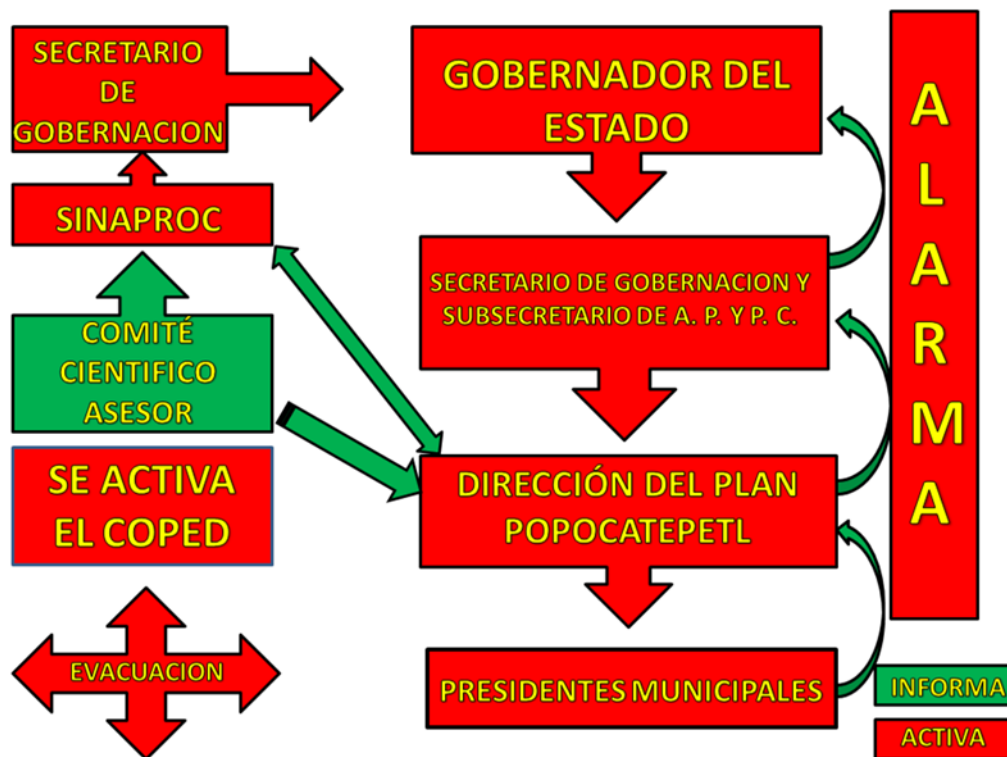 SECRETARIO
DE
GOBERNACION
SINAPROC
COMITÉ
CIENTIFICO
ASESOR
SE ACTIVA
EL COPED
EVACUACION
GOBERNADOR DEL
ESTADO
SECRETARIO DE GOBERNACION Y
SUBSECRETARIO DE A. P. Y P. C.
DIRECCIÓN DEL PLAN
POPOCATEPETL
PRESIDENTES MUNICIPALES
A
L
A
R
M
A
INFORMA
ACTIVA